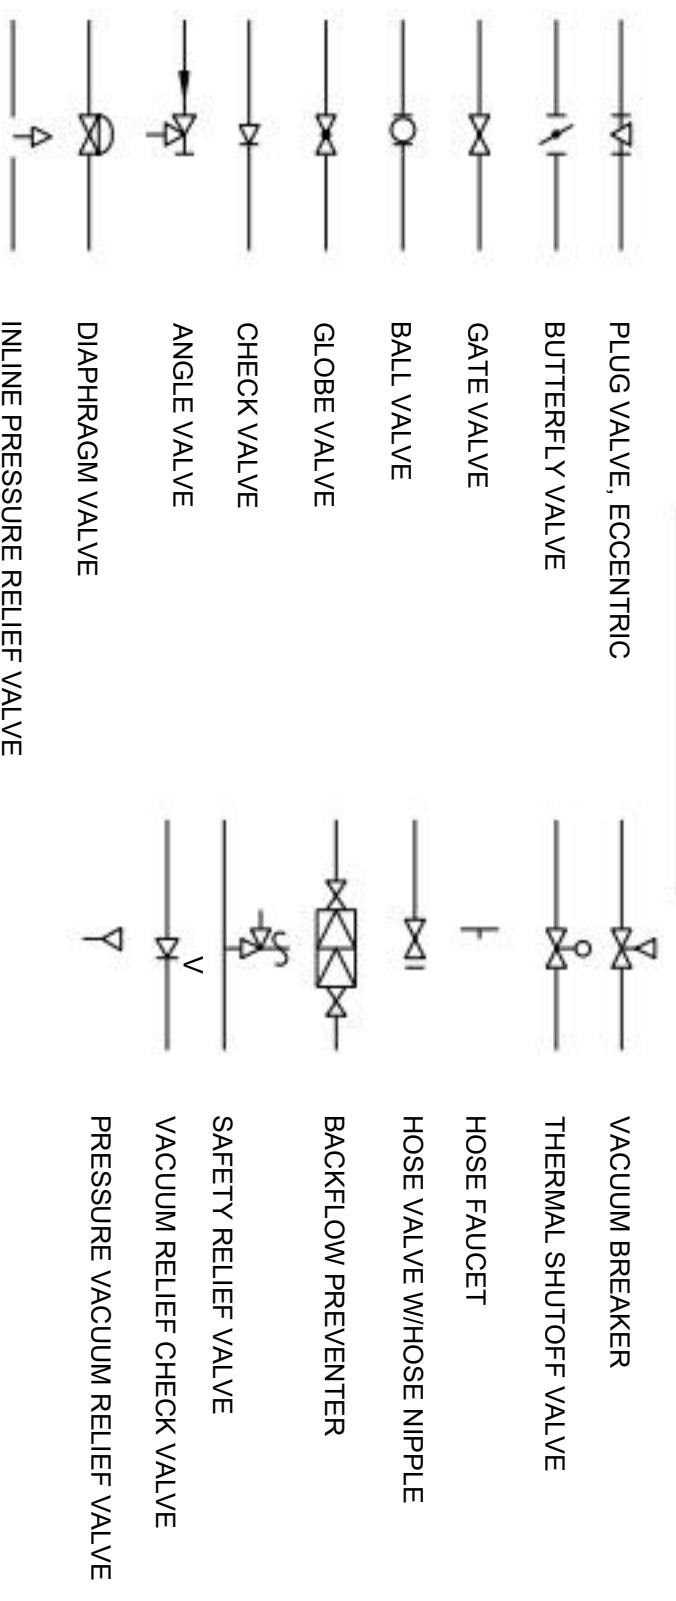 PLUG VALVE, ECCENTRIC
BUTTERFLY VALVE
GATE VALVE
BALL VALVE
GLOBE VALVE
CHECK VALVE
ANGLE VALVE
DIAPHRAGM VALVE
INLINE PRESSURE RELIEF VALVE
VACUUM BREAKER
THERMAL SHUTOFF VALVE
HOSE FAUCET
HOSE VALVE W/HOSE NIPPLE
BACKFLOW PREVENTER
SAFETY RELIEF VALVE
V
VACUUM RELIEF CHECK VALVE
PRESSURE VACUUM RELIEF VALVE